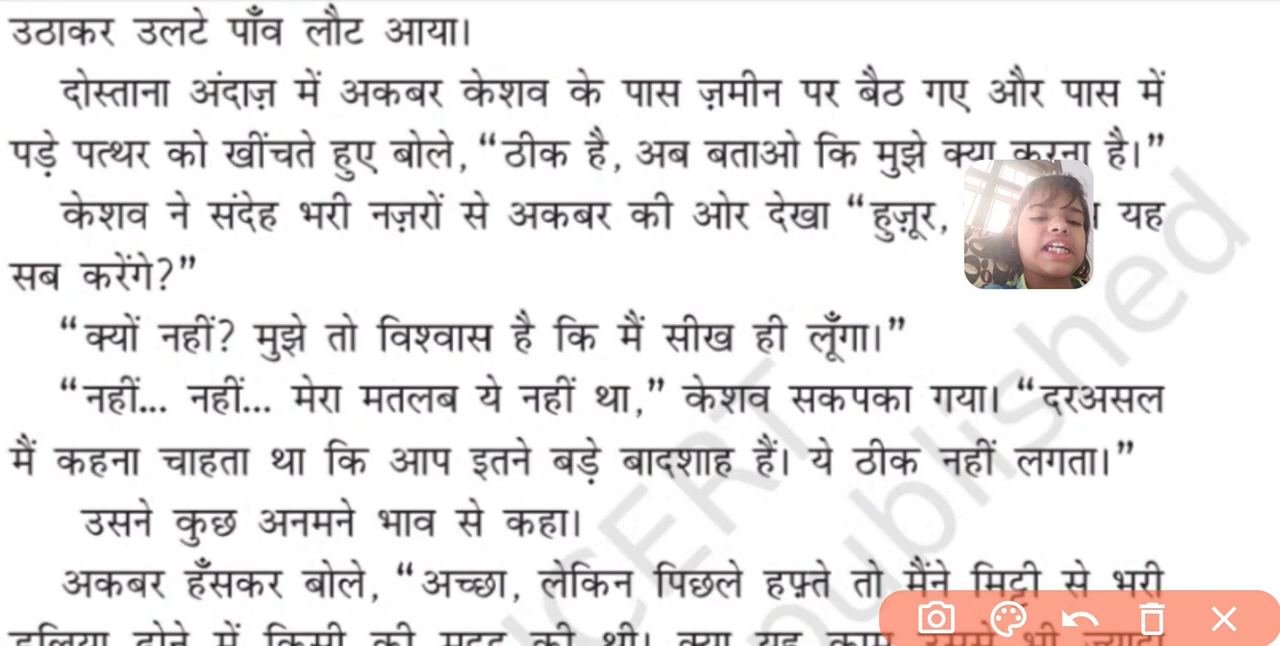 उठाकर उलटे पाँव लौट आया।
दोस्ताना अंदाज़ में अकबर केशव के पास ज़मीन पर बैठ गए और पास में
पड़े पत्थर को खींचते हुए बोले, “ठीक है, अब बताओ कि मुझे क्या करना है।”
केशव ने संदेह भरी नज़रों से अकबर की ओर देखा “हुज़ूर, यह
सब करेंगे?”
“क्यों नहीं? मुझे तो विश्वास है कि मैं सीख ही लूँगा।”
“नहीं... नहीं... मेरा मतलब ये नहीं था,” केशव सकपका गया। “दरअसल
मैं कहना चाहता था कि आप इतने बड़े बादशाह हैं। ये ठीक नहीं लगता।”
उसने कुछ अनमने भाव से कहा।
अकबर हँसकर बोले, “अच्छा, लेकिन पिछले हफ़्ते तो मैंने मिट्टी से भरी